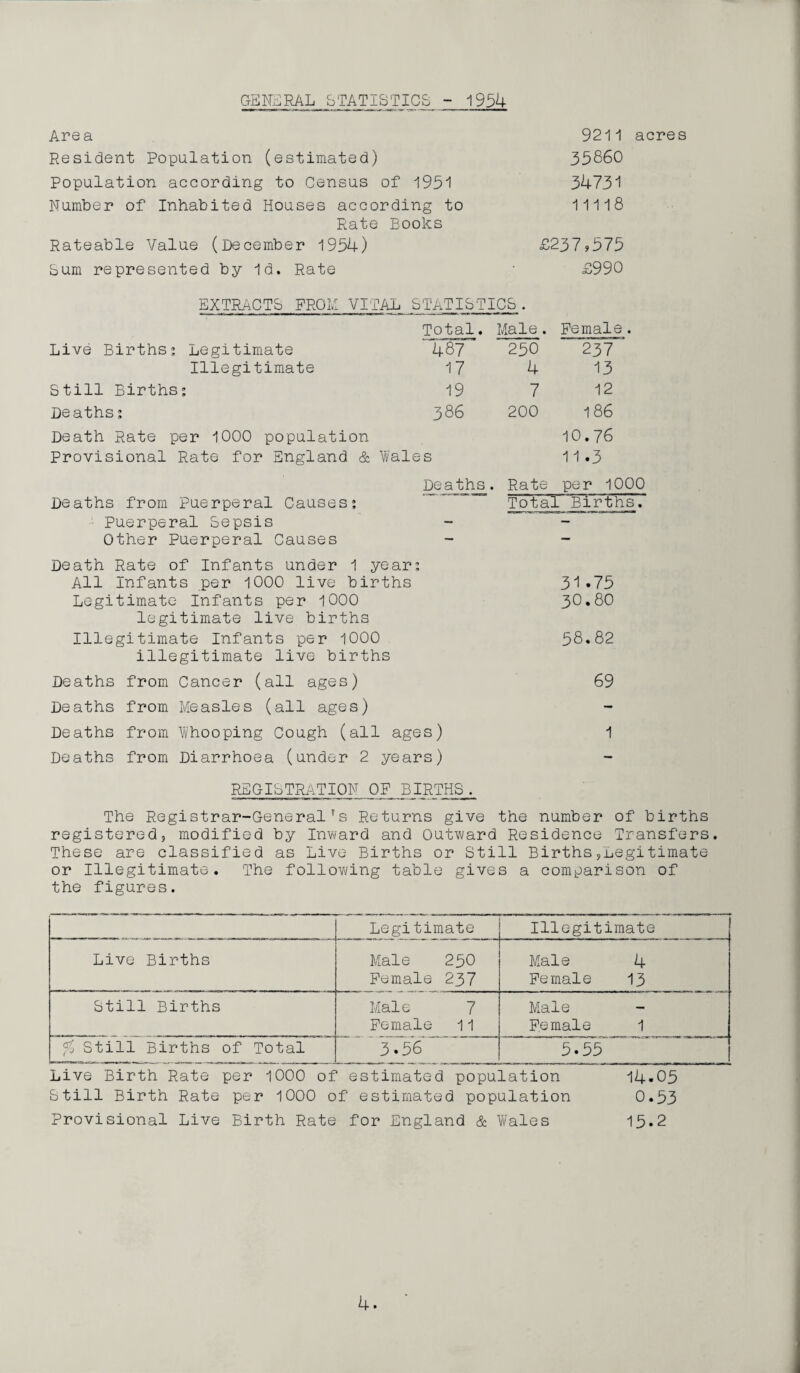 GENERAL STATISTICS - 1954
Area 9211 acres
Resident Population (estimated) 35860
Population according to Census of 1951 34731
Number of Inhabited Houses according to 11118
Rate Books
Rateable Value (December 1954) £237,575
Sum represented by 1d. Rate £990
EXTRACTS FROM VITAL STATISTICS.
Total. Male. Female.
Live Births: Legitimate 487 250 237
Illegitimate 17 4 13
Still Births: 19 7 12
Deaths: 386 200 186
Death Rate per 1000 population 10.76
Provisional Rate for England & Wales 11.3
Deaths. Rate per 1000
Deaths from Puerperal Causes: Total Births.
Puerperal Sepsis - -
Other Puerperal Causes - -
Death Rate of Infants under 1 year:
All Infants per 1000 live births 31.75
Legitimate Infants per 1000 30.80
legitimate live births
Illegitimate Infants per 1000 58.82
illegitimate live births
Deaths from Cancer (all ages) 69
Deaths from Measles (all ages) -
Deaths from Whooping Cough (all ages) 1
Deaths from Diarrhoea (under 2 years) -
REGISTRATION OF BIRTHS.
The Registrar-General's Returns give the number of births
registered, modified by Inward and Outward Residence Transfers.
These are classified as Live Births or Still Births,Legitimate
or Illegitimate. The following table gives a comparison of
the figures.
Legitimate Illegitimate
Live Births Male 250 Male 4
Female 237 Female 13
Still Births Male 7 Male -
Female 11 Female 1
% Still Births of Total 3.56 5.55
Live Birth Rate per 1000 of estimated population 14.05
Still Birth Rate per 1000 of estimated population 0.53
Provisional Live Birth Rate for England & Wales 15.2
4.